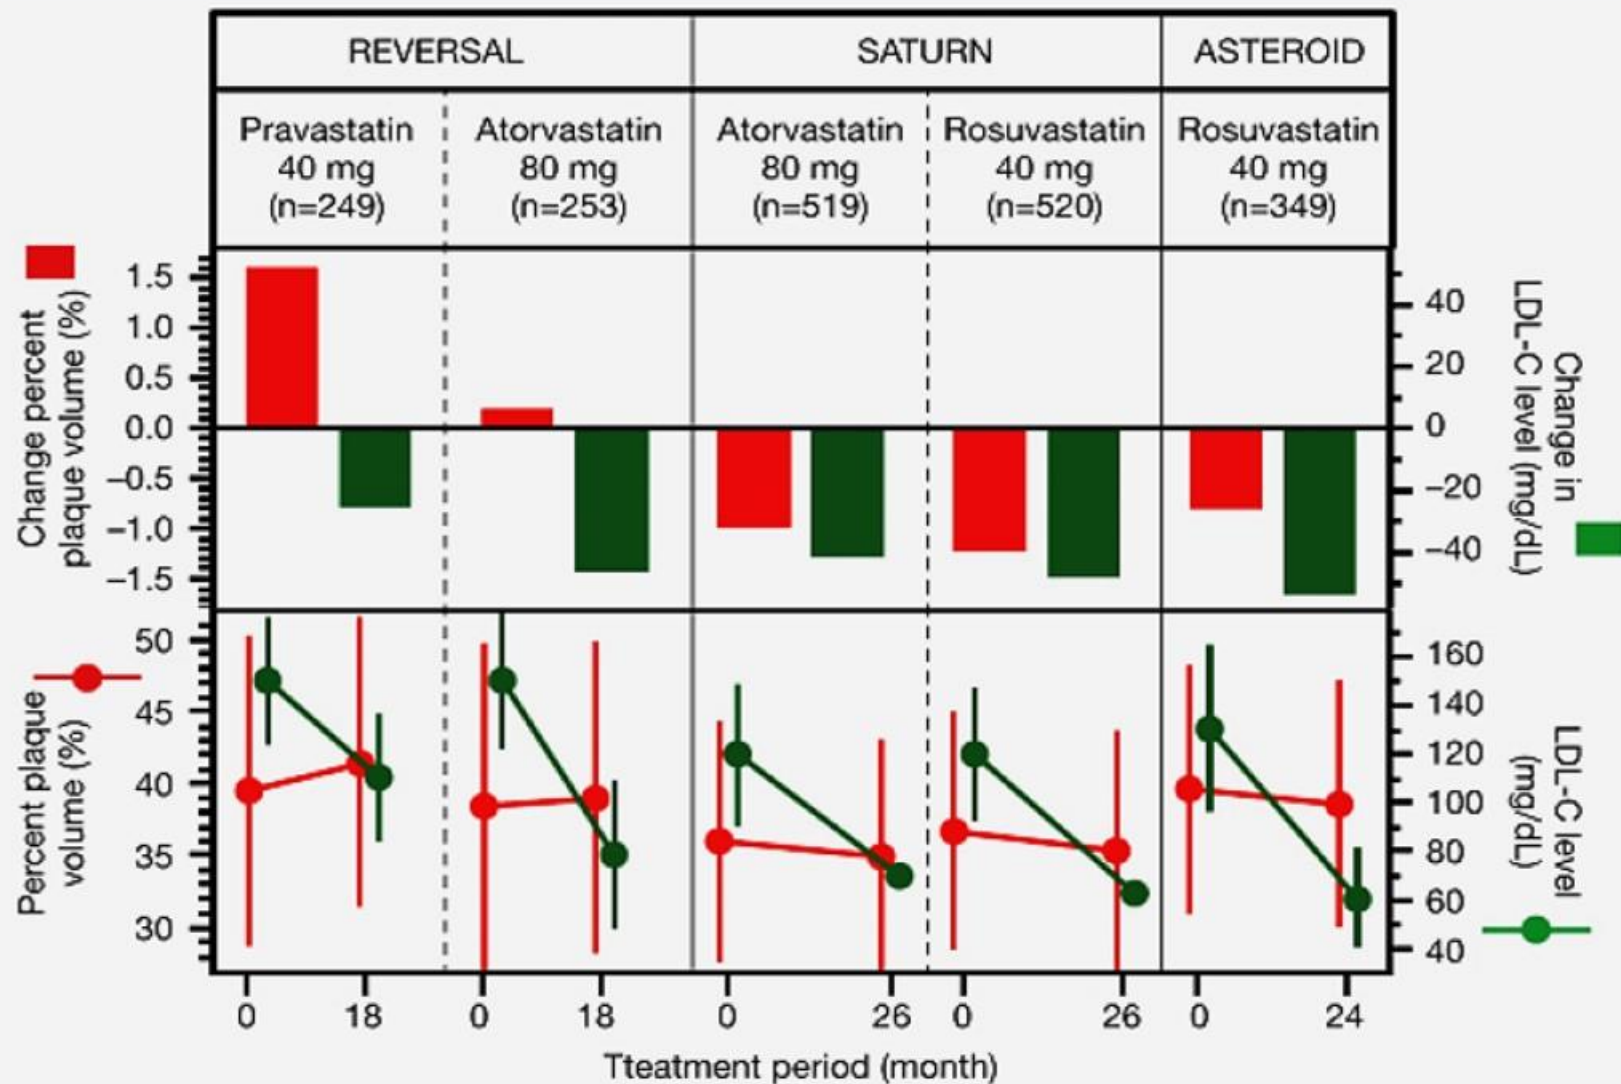 REVERSAL
SATURN
ASTEROID
Pravastatin
40 mg
(n=249)
Atorvastatin
80 mg
(n=253)
Atorvastatin
80 mg
(n=519)
Rosuvastatin
40 mg
(n=520)
Rosuvastatin
40 mg
(n=349)
Change percent
plaque volume (%)
1.5
1.0
0.5
0.0
−0.5
−1.0
−1.5
40
20
0
−20
−40
Change in
LDL-C level (mg/dL)
Percent plaque
volume (%)
50
45
40
35
30
160
140
120
100
80
60
40
LDL-C level
(mg/dL)
0 18 0 18 0 26 0 26 0 24
Tteatment period (month)